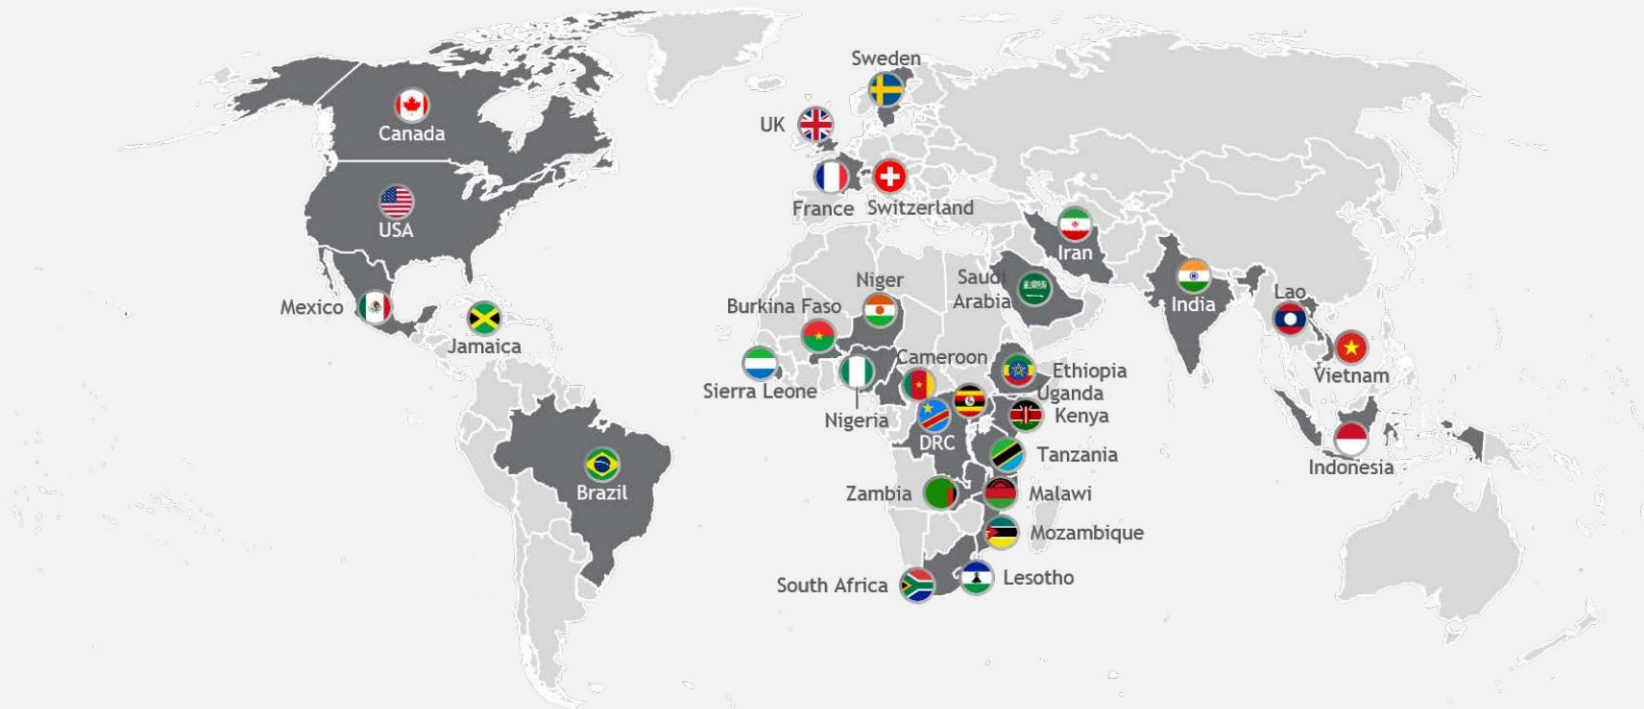 Sweden
UK
Canada
France
Switzerland
USA
Iran
Niger
Saudi
Arabia
Burkina Faso
India
Lao
Mexico
Jamaica
Cameroon
Ethiopia
Vietnam
Sierra Leone
Uganda
Nigeria
Kenya
DRC
Tanzania
Indonesia
Brazil
Zambia
Malawi
Mozambique
South Africa
Lesotho